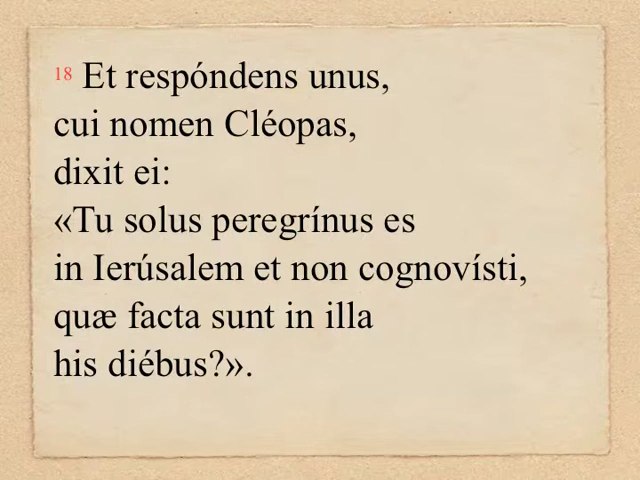 18 Et respóndens unus,
cui nomen Cléopas,
dixit ei:
«Tu solus peregrínus es
in Ierúsalem et non cognovísti,
quæ facta sunt in illa
his diébus?».